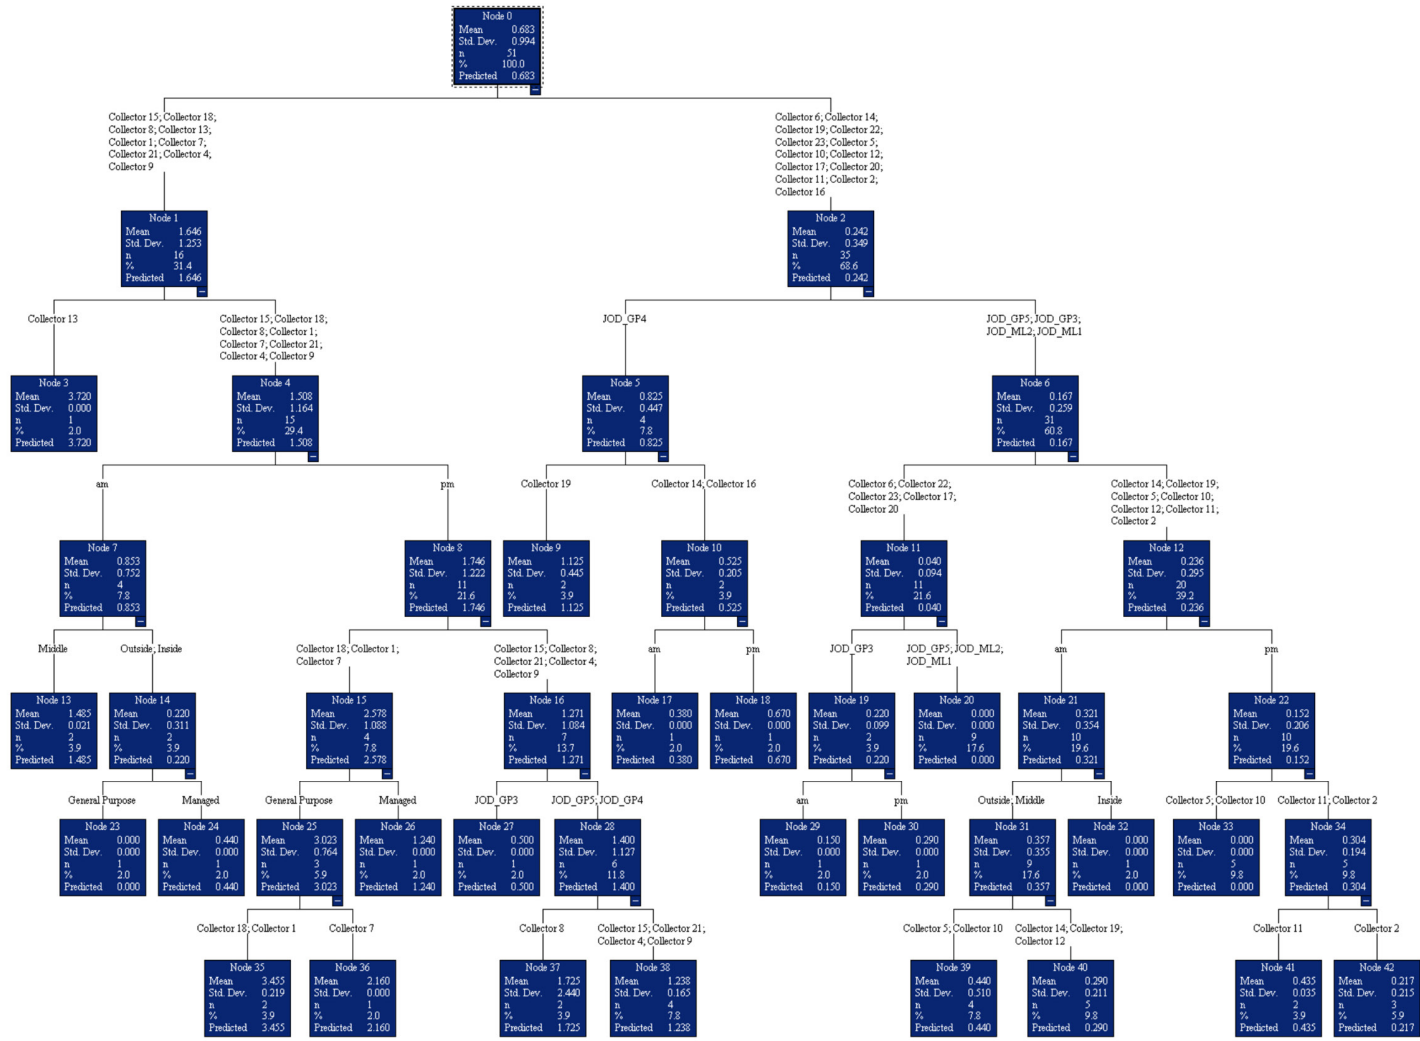 Node 0
Mean 0.683
Std. Dev. 0.994
n 51
% 100.0
Predicted 0.683
Collector 15; Collector 18;
Collector 8; Collector 13;
Collector 1; Collector 7;
Collector 21; Collector 4;
Collector 9
Collector 6; Collector 14;
Collector 19; Collector 22;
Collector 23; Collector 5;
Collector 10; Collector 12;
Collector 17; Collector 20;
Collector 11; Collector 2;
Collector 16
Node 1
Mean 1.646
Std. Dev. 1.253
n 16
% 31.4
Predicted 1.646
Node 2
Mean 0.242
Std. Dev. 0.349
n 35
% 68.6
Predicted 0.242
Collector 13
Collector 15; Collector 18;
Collector 8; Collector 1;
Collector 7; Collector 21;
Collector 4; Collector 9
JOD_GP4
JOD_GP5; JOD_GP3;
JOD_ML2; JOD_ML1
Node 3
Mean 3.720
Std. Dev. 0.000
n 1
% 2.0
Predicted 3.720
Node 4
Mean 1.508
Std. Dev. 1.164
n 15
% 29.4
Predicted 1.508
Node 5
Mean 0.825
Std. Dev. 0.447
n 4
% 7.8
Predicted 0.825
Node 6
Mean 0.167
Std. Dev. 0.259
n 31
% 60.8
Predicted 0.167
am
pm
Collector 19
Collector 14; Collector 16
Collector 6; Collector 22;
Collector 23; Collector 17;
Collector 20
Collector 14; Collector 19;
Collector 5; Collector 10;
Collector 12; Collector 11;
Collector 2
Node 7
Mean 0.853
Std. Dev. 0.752
n 4
% 7.8
Predicted 0.853
Node 8
Mean 1.746
Std. Dev. 1.222
n 11
% 21.6
Predicted 1.746
Node 9
Mean 1.125
Std. Dev. 0.445
n 2
% 3.9
Predicted 1.125
Node 10
Mean 0.525
Std. Dev. 0.205
n 2
% 3.9
Predicted 0.525
Node 11
Mean 0.040
Std. Dev. 0.094
n 11
% 21.6
Predicted 0.040
Node 12
Mean 0.236
Std. Dev. 0.295
n 20
% 39.2
Predicted 0.236
Middle
Outside; Inside
Collector 18; Collector 1;
Collector 7
Collector 15; Collector 8;
Collector 21; Collector 4;
Collector 9
am
pm
JOD_GP3
JOD_GP5; JOD_ML2;
JOD_ML1
am
pm
Node 13
Mean 1.485
Std. Dev. 0.021
n 2
% 3.9
Predicted 1.485
Node 14
Mean 0.220
Std. Dev. 0.311
n 2
% 3.9
Predicted 0.220
Node 15
Mean 2.578
Std. Dev. 1.088
n 4
% 7.8
Predicted 2.578
Node 16
Mean 1.271
Std. Dev. 1.084
n 7
% 13.7
Predicted 1.271
Node 17
Mean 0.380
Std. Dev. 0.000
n 1
% 2.0
Predicted 0.380
Node 18
Mean 0.670
Std. Dev. 0.000
n 1
% 2.0
Predicted 0.670
Node 19
Mean 0.220
Std. Dev. 0.099
n 2
% 3.9
Predicted 0.220
Node 20
Mean 0.000
Std. Dev. 0.000
n 9
% 17.6
Predicted 0.000
Node 21
Mean 0.321
Std. Dev. 0.354
n 10
% 19.6
Predicted 0.321
Node 22
Mean 0.152
Std. Dev. 0.206
n 10
% 19.6
Predicted 0.152
General Purpose
Managed
General Purpose
Managed
JOD_GP3
JOD_GP5; JOD_GP4
am
pm
Outside; Middle
Inside
Collector 5; Collector 10
Collector 11; Collector 2
Node 23
Mean 0.000
Std. Dev. 0.000
n 1
% 2.0
Predicted 0.000
Node 24
Mean 0.440
Std. Dev. 0.000
n 1
% 2.0
Predicted 0.440
Node 25
Mean 3.023
Std. Dev. 0.764
n 3
% 5.9
Predicted 3.023
Node 26
Mean 1.240
Std. Dev. 0.000
n 1
% 2.0
Predicted 1.240
Node 27
Mean 0.500
Std. Dev. 0.000
n 1
% 2.0
Predicted 0.500
Node 28
Mean 1.400
Std. Dev. 1.127
n 6
% 11.8
Predicted 1.400
Node 29
Mean 0.150
Std. Dev. 0.000
n 1
% 2.0
Predicted 0.150
Node 30
Mean 0.290
Std. Dev. 0.000
n 1
% 2.0
Predicted 0.290
Node 31
Mean 0.357
Std. Dev. 0.355
n 9
% 17.6
Predicted 0.357
Node 32
Mean 0.000
Std. Dev. 0.000
n 1
% 2.0
Predicted 0.000
Node 33
Mean 0.000
Std. Dev. 0.000
n 5
% 9.8
Predicted 0.000
Node 34
Mean 0.304
Std. Dev. 0.194
n 5
% 9.8
Predicted 0.304
Collector 18; Collector 1
Collector 7
Collector 8
Collector 15; Collector 21;
Collector 4; Collector 9
Collector 5; Collector 10
Collector 14; Collector 19;
Collector 12
Collector 11
Collector 2
Node 35
Mean 3.455
Std. Dev. 0.219
n 2
% 3.9
Predicted 3.455
Node 36
Mean 2.160
Std. Dev. 0.000
n 1
% 2.0
Predicted 2.160
Node 37
Mean 1.725
Std. Dev. 2.440
n 2
% 3.9
Predicted 1.725
Node 38
Mean 1.238
Std. Dev. 0.165
n 4
% 7.8
Predicted 1.238
Node 39
Mean 0.440
Std. Dev. 0.510
n 4
% 7.8
Predicted 0.440
Node 40
Mean 0.290
Std. Dev. 0.211
n 5
% 9.8
Predicted 0.290
Node 41
Mean 0.435
Std. Dev. 0.035
n 2
% 3.9
Predicted 0.435
Node 42
Mean 0.217
Std. Dev. 0.215
n 3
% 5.9
Predicted 0.217